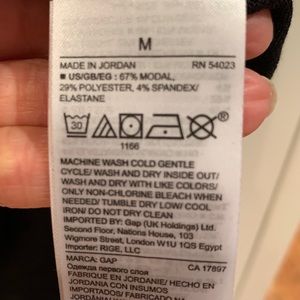 M
MADE IN JORDAN RN 54023
■ US/GB/EG : 67% MODAL,
29% POLYESTER, 4% SPANDEX/
ELASTANE
30
®
1166
MACHINE WASH COLD GENTLE
CYCLE/ WASH AND DRY INSIDE OUT/
WASH AND DRY WITH LIKE COLORS/
ONLY NON-CHLORINE BLEACH WHEN
NEEDED/ TUMBLE DRY LOW/ COOL
IRON/ DO NOT DRY CLEAN
IMPORTED BY: Gap (UK Holdings) Ltd.
Second Floor, Nations House, 103
Wigmore Street, London W1U 1QS Egypt
Importer: RIGE, LLC
MARCA: GAP CA 17897
Одежда первого слоя
FABRIQUÉ EN JORDANIE/ HECHO EN
JORDANIA CON INSUMOS